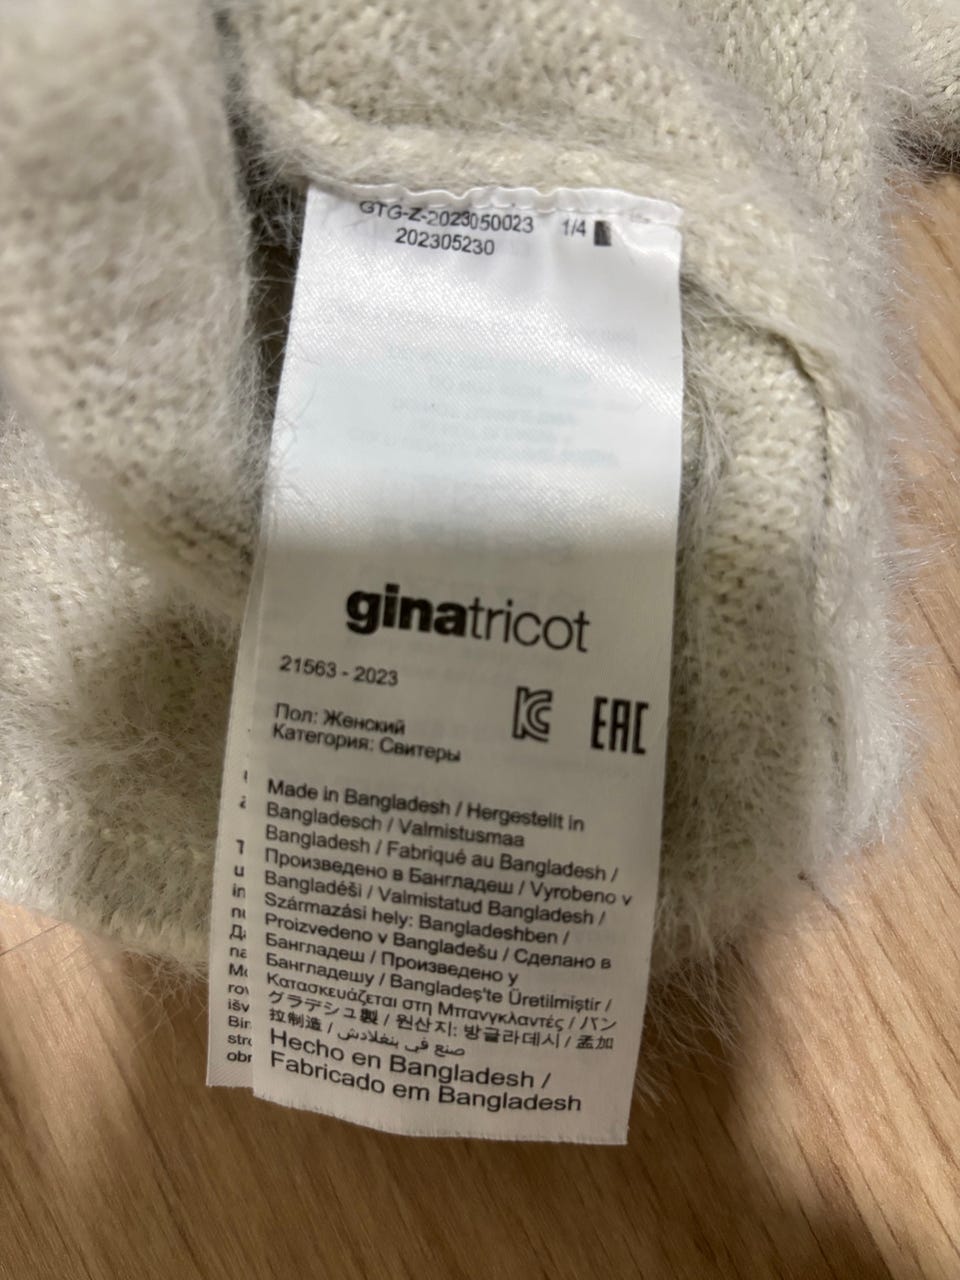 GTG-Z-2023050023 1/4
202305230
ginatricot
21563 - 2023
Пол: Женский
Категория: Свитеры
EAC
Made in Bangladesh / Hergestellt in
Bangladesch / Valmistusmaa
Bangladesh / Fabriqué au Bangladesh /
Произведено в Бангладеш / Vyrobeno v
Bangladéši / Valmistatud Bangladesh /
Származási hely: Bangladeshben /
Proizvedeno v Bangladešu / Сделано в
Бангладеш / Произведено у
Бангладешу / Bangladeş'te Üretilmiştir /
Κατασκευάζεται στη Μπανγκλαντές / バン
グラデシュ製 / 원산지: 방글라데시 / 孟加
拉制造 / صنع في بنغلادش
Hecho en Bangladesh /
Fabricado em Bangladesh